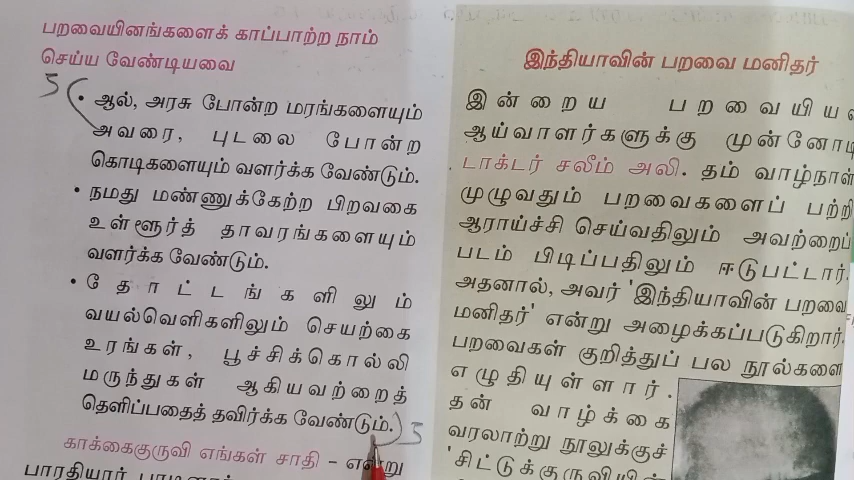 பறவையினங்களைக் காப்பாற்ற நாம்
செய்ய வேண்டியவை
5
• ஆல், அரசு போன்ற மரங்களையும்
அவரை, புடலை போன்ற
கொடிகளையும் வளர்க்க வேண்டும்.
• நமது மண்ணுக்கேற்ற பிறவகை
உள்ளூர்த் தாவரங்களையும்
வளர்க்க வேண்டும்.
• தோட்டங்களிலும்
வயல்வெளிகளிலும் செயற்கை
உரங்கள், பூச்சிக்கொல்லி
மருந்துகள் ஆகியவற்றைத்
தெளிப்பதைத் தவிர்க்க வேண்டும். 5
காக்கைகுருவி எங்கள் சாதி – என்று
பாரதியார்
இந்தியாவின் பறவை மனிதர்
இன்றைய
ஆய்வாளர்களுக்கு
டாக்டர் சலீம் அலி. தம் வாழ்நாள்
முழுவதும் பறவைகளைப் பற்றி
ஆராய்ச்சி செய்வதிலும் அவற்றைப்
படம் பிடிப்பதிலும் ஈடுபட்டார்.
அதனால், அவர் 'இந்தியாவின் பறவை
மனிதர்' என்று அழைக்கப்படுகிறார்.
பறவைகள் குறித்துப் பல நூல்களை
எழுதியுள்ளார்.
தன் வாழ்க்கை
வரலாற்று நூலுக்குச்
'சிட்டுக்குருவியின்